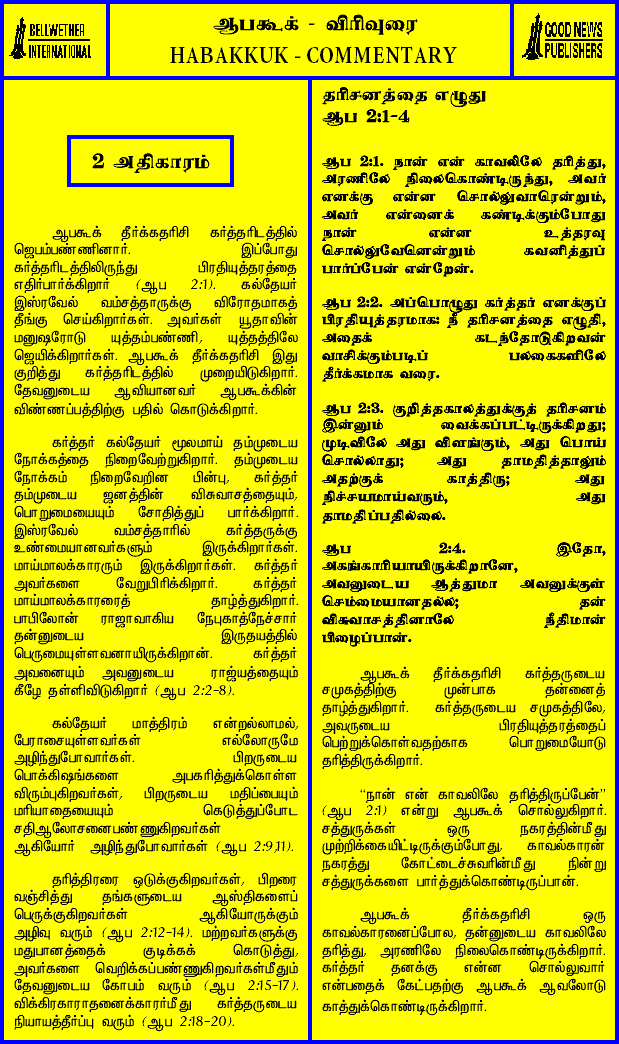 BELLWETHER
INTERNATIONAL
ஆபகூக் - விரிவுரை
HABAKKUK - COMMENTARY
GOOD NEWS
PUBLISHERS
2 அதிகாரம்
ஆபகூக் தீர்க்கதரிசி கர்த்தரிடத்தில்
ஜெபம்பண்ணினார். இப்போது
கர்த்தரிடத்திலிருந்து பிரதியுத்தரத்தை
எதிர்பார்க்கிறார் (ஆப 2:1). கல்தேயர்
இஸ்ரவேல் வம்சத்தாருக்கு விரோதமாகத்
தீங்கு செய்கிறார்கள். அவர்கள் யூதாவின்
மனுஷரோடு யுத்தம்பண்ணி, யுத்தத்திலே
ஜெயிக்கிறார்கள். ஆபகூக் தீர்க்கதரிசி இது
குறித்து கர்த்தரிடத்தில் முறையிடுகிறார்.
தேவனுடைய ஆவியானவர் ஆபகூக்கின்
விண்ணப்பத்திற்கு பதில் கொடுக்கிறார்.
கர்த்தர் கல்தேயர் மூலமாய் தம்முடைய
நோக்கத்தை நிறைவேற்றுகிறார். தம்முடைய
நோக்கம் நிறைவேறின பின்பு, கர்த்தர்
தம்முடைய ஜனத்தின் விசுவாசத்தையும்,
பொறுமையையும் சோதித்துப் பார்க்கிறார்.
இஸ்ரவேல் வம்சத்தாரில் கர்த்தருக்கு
உண்மையானவர்களும் இருக்கிறார்கள்.
மாய்மாலக்காரரும் இருக்கிறார்கள். கர்த்தர்
அவர்களை வேறுபிரிக்கிறார். கர்த்தர்
மாய்மாலக்காரரைத் தாழ்த்துகிறார்.
பாபிலோன் ராஜாவாகிய நேபுகாத்நேச்சார்
தன்னுடைய இருதயத்தில்
பெருமையுள்ளவனாயிருக்கிறான். கர்த்தர்
அவனையும் அவனுடைய ராஜ்யத்தையும்
கீழே தள்ளிவிடுகிறார் (ஆப 2:2-8).
கல்தேயர் மாத்திரம் என்றல்லாமல்,
பேராசையுள்ளவர்கள் எல்லோருமே
அழிந்துபோவார்கள். பிறருடைய
பொக்கிஷங்களை அபகரித்துக்கொள்ள
விரும்புகிறவர்கள், பிறருடைய மதிப்பையும்
மரியாதையையும் கெடுத்துப்போட
சதிஆலோசனைபண்ணுகிறவர்கள்
ஆகியோர் அழிந்துபோவார்கள் (ஆப 2:9,11).
தரித்திரரை ஒடுக்குகிறவர்கள், பிறரை
வஞ்சித்து தங்களுடைய ஆஸ்திகளைப்
பெருக்குகிறவர்கள் ஆகியோருக்கும்
அழிவு வரும் (ஆப 2:12-14). மற்றவர்களுக்கு
மதுபானத்தைக் குடிக்கக் கொடுத்து,
அவர்களை வெறிக்கப்பண்ணுகிறவர்கள்மீதும்
தேவனுடைய கோபம் வரும் (ஆப 2:15-17).
விக்கிரகாராதனைக்காரர்மீது கர்த்தருடைய
நியாயத்தீர்ப்பு வரும் (ஆப 2:18-20).
தரிசனத்தை எழுது
ஆப 2:1-4
ஆப 2:1. நான் என் காவலிலே தரித்து,
அரணிலே நிலைகொண்டிருந்து, அவர்
எனக்கு என்ன சொல்லுவாரென்றும்,
அவர் என்னைக் கண்டிக்கும்போது
நான் என்ன உத்தரவு
சொல்லுவேனென்றும் கவனித்துப்
பார்ப்பேன் என்றேன்.
ஆப 2:2. அப்பொழுது கர்த்தர் எனக்குப்
பிரதியுத்தரமாக: நீ தரிசனத்தை எழுதி,
அதைக் கடந்தோடுகிறவன்
வாசிக்கும்படிப் பலகைகளிலே
தீர்க்கமாக வரை.
ஆப 2:3. குறித்தகாலத்துக்குத் தரிசனம்
இன்னும் வைக்கப்பட்டிருக்கிறது;
முடிவிலே அது விளங்கும், அது பொய்
சொல்லாது; அது தாமதித்தாலும்
அதற்குக் காத்திரு; அது
நிச்சயமாய்வரும், அது
தாமதிப்பதில்லை.
ஆப 2:4. இதோ,
அகங்காரியாயிருக்கிறானே,
அவனுடைய ஆத்துமா அவனுக்குள்
செம்மையானதல்ல; தன்
விசுவாசத்தினாலே நீதிமான்
பிழைப்பான்.
ஆபகூக் தீர்க்கதரிசி கர்த்தருடைய
சமுகத்திற்கு முன்பாக தன்னைத்
தாழ்த்துகிறார். கர்த்தருடைய சமுகத்திலே,
அவருடைய பிரதியுத்தரத்தைப்
பெற்றுக்கொள்வதற்காக பொறுமையோடு
தரித்திருக்கிறார்.
“நான் என் காவலிலே தரித்திருப்பேன்”
(ஆப 2:1) என்று ஆபகூக் சொல்லுகிறார்.
சத்துருக்கள் ஒரு நகரத்தின்மீது
முற்றிக்கையிட்டிருக்கும்போது, காவல்காரன்
நகரத்து கோட்டைச்சுவரின்மீது நின்று
சத்துருக்களை பார்த்துக்கொண்டிருப்பான்.
ஆபகூக் தீர்க்கதரிசி ஒரு
காவல்காரனைப்போல, தன்னுடைய காவலிலே
தரித்து, அரணிலே நிலைகொண்டிருக்கிறார்.
கர்த்தர் தனக்கு என்ன சொல்லுவார்
என்பதைக் கேட்பதற்கு ஆபகூக் ஆவலோடு
காத்துக்கொண்டிருக்கிறார்.